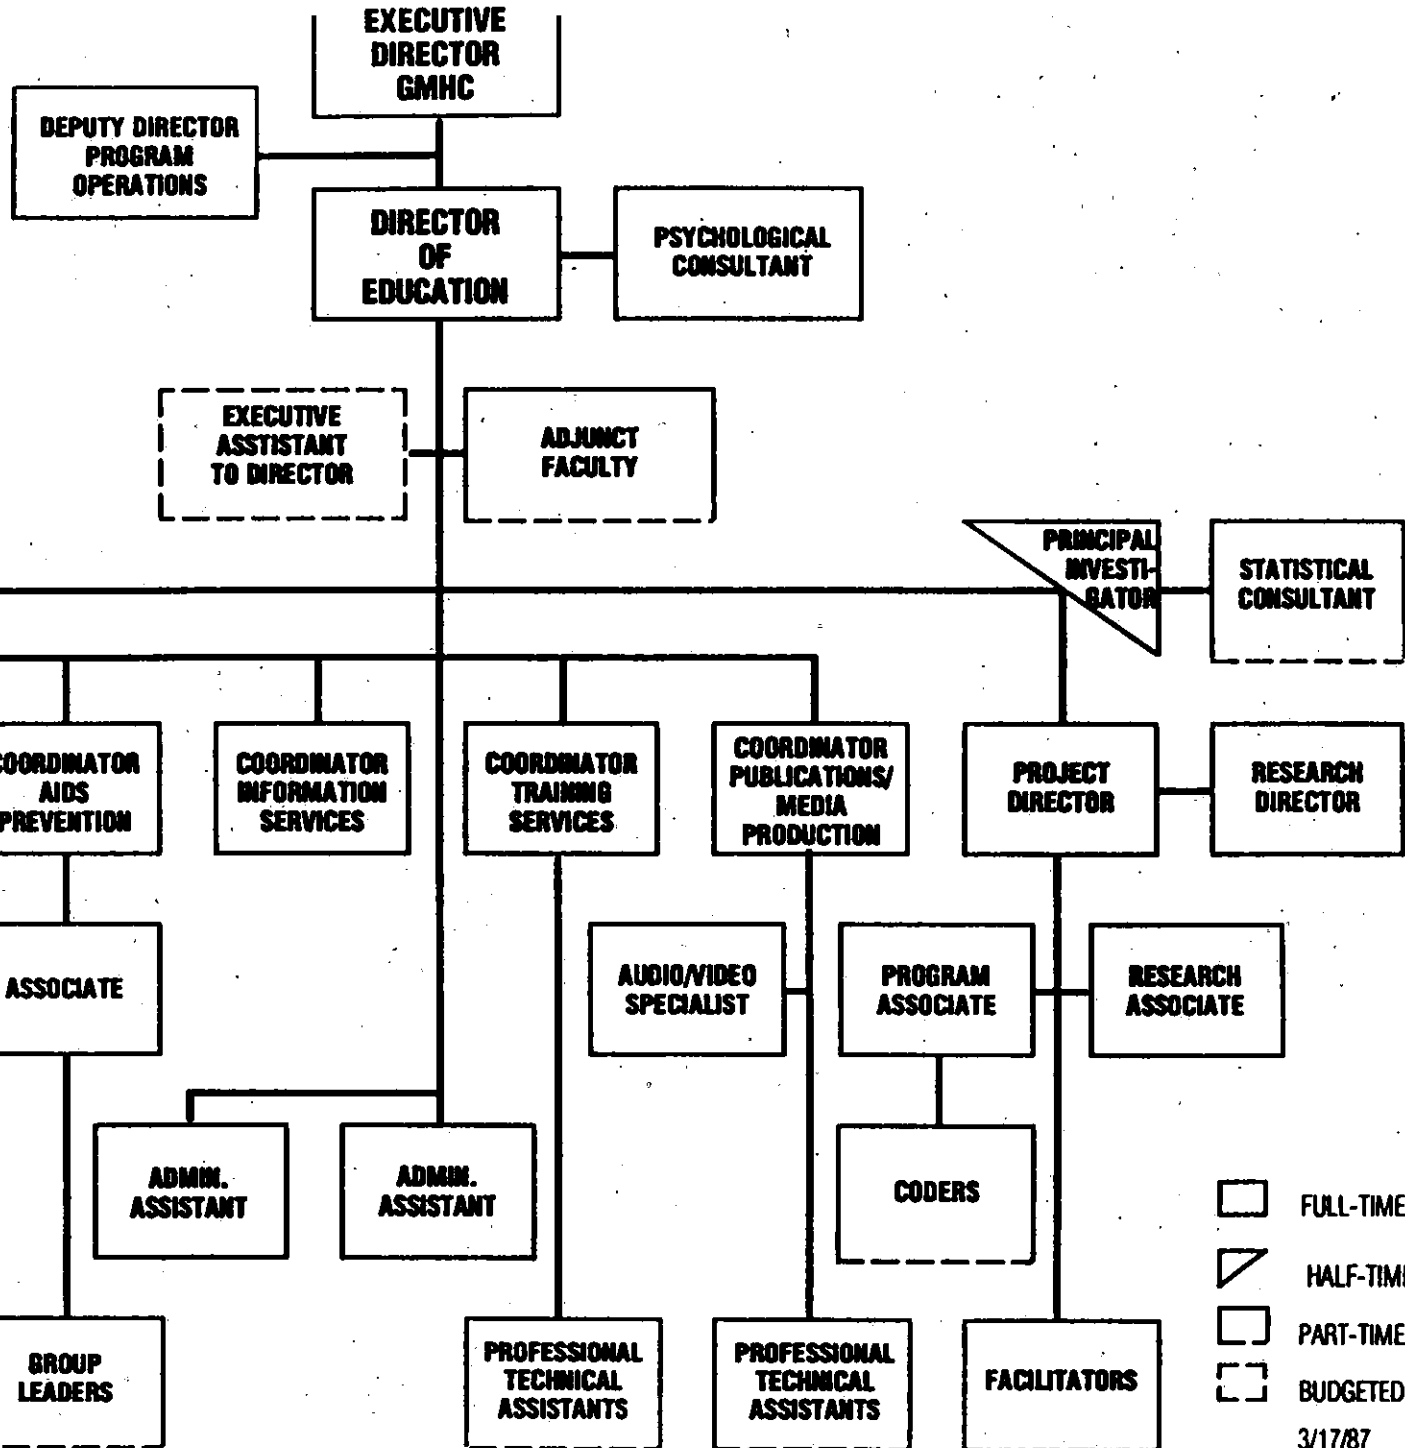 EXECUTIVE
DIRECTOR
GMHC
DEPUTY DIRECTOR
PROGRAM
OPERATIONS
DIRECTOR
OF
EDUCATION
PSYCHOLOGICAL
CONSULTANT
EXECUTIVE
ASSTISTANT
TO DIRECTOR
ADJUNCT
FACULTY
PRINCIPAL
INVESTI-
GATOR
STATISTICAL
CONSULTANT
COORDINATOR
AIDS
PREVENTION
COORDINATOR
INFORMATION
SERVICES
COORDINATOR
TRAINING
SERVICES
COORDINATOR
PUBLICATIONS/
MEDIA
PRODUCTION
PROJECT
DIRECTOR
RESEARCH
DIRECTOR
ASSOCIATE
AUDIO/VIDEO
SPECIALIST
PROGRAM
ASSOCIATE
RESEARCH
ASSOCIATE
ADMIN.
ASSISTANT
ADMIN.
ASSISTANT
CODERS
GROUP
LEADERS
PROFESSIONAL
TECHNICAL
ASSISTANTS
PROFESSIONAL
TECHNICAL
ASSISTANTS
FACILITATORS
FULL-TIME
HALF-TIME
PART-TIME
BUDGETED
3/17/87